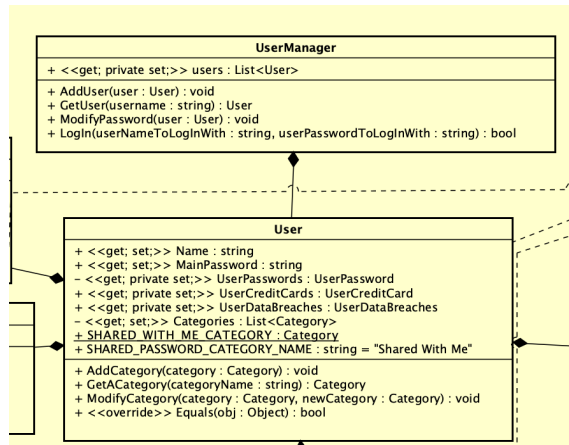 UserManager
+ <<get; private set;>> users : List<User>
+ AddUser(user : User) : void
+ GetUser(username : string) : User
+ ModifyPassword(user : User) : void
+ LogIn(userNameToLogInWith : string, userPasswordToLogInWith : string) : bool
User
+ <<get; set;>> Name : string
+ <<get; set;>> MainPassword : string
− <<get; private set;>> UserPasswords : UserPassword
+ <<get; private set;>> UserCreditCards : UserCreditCard
+ <<get; private set;>> UserDataBreaches : UserDataBreaches
− <<get; set;>> Categories : List<Category>
+ SHARED_WITH_ME_CATEGORY : Category
+ SHARED_PASSWORD_CATEGORY_NAME : string = "Shared With Me"
+ AddCategory(category : Category) : void
+ GetACategory(categoryName : string) : Category
+ ModifyCategory(category : Category, newCategory : Category) : void
+ <<override>> Equals(obj : Object) : bool